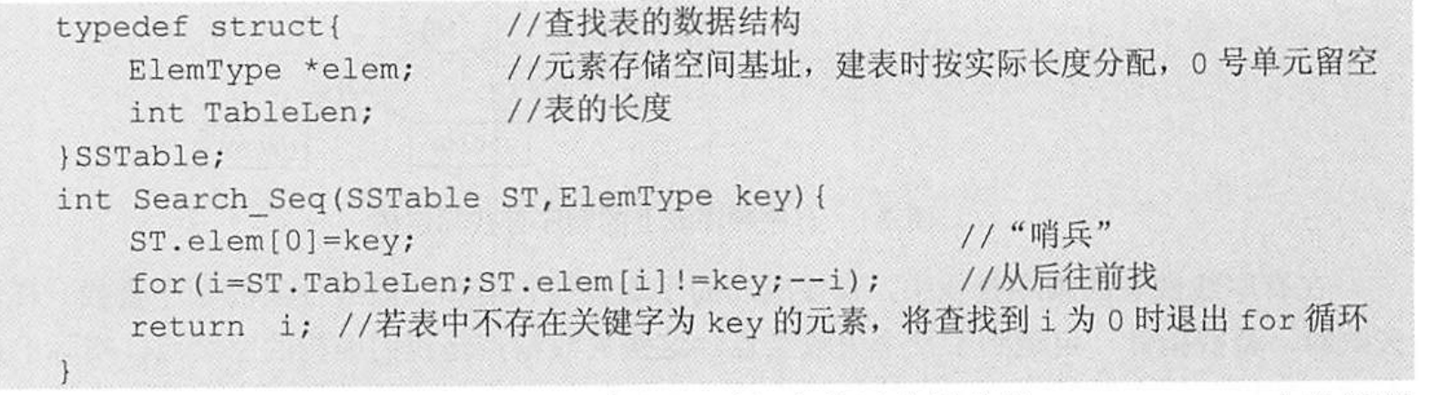 typedef struct{ //查找表的数据结构
ElemType *elem; //元素存储空间基址，建表时按实际长度分配，0 号单元留空
int TableLen; //表的长度
}SSTable;
int Search_Seq(SSTable ST,ElemType key){
ST.elem[0]=key; //“哨兵”
for(i=ST.TableLen;ST.elem[i]!=key;--i); //从后往前找
return i; //若表中不存在关键字为 key 的元素，将查找到 i 为 0 时退出 for 循环
}